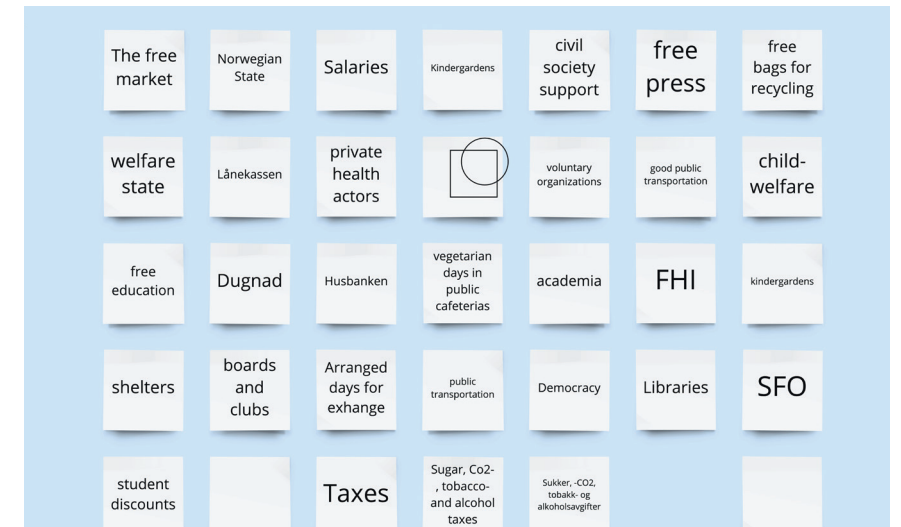 The free
market
Norwegian
State
Salaries
Kindergardens
civil
society
support
free
press
free
bags for
recycling
welfare
state
Lånekassen
private
health
actors
voluntary
organizations
good public
transportation
child-
welfare
free
education
Dugnad
Husbanken
vegetarian
days in
public
cafeterias
academia
FHI
kindergardens
shelters
boards
and
clubs
Arranged
days for
exhange
public
transportation
Democracy
Libraries
SFO
student
discounts
Taxes
Sugar, Co2-
, tobacco-
and alcohol
taxes
Sukker, -CO2,
tobakk- og
alkoholsavgifter